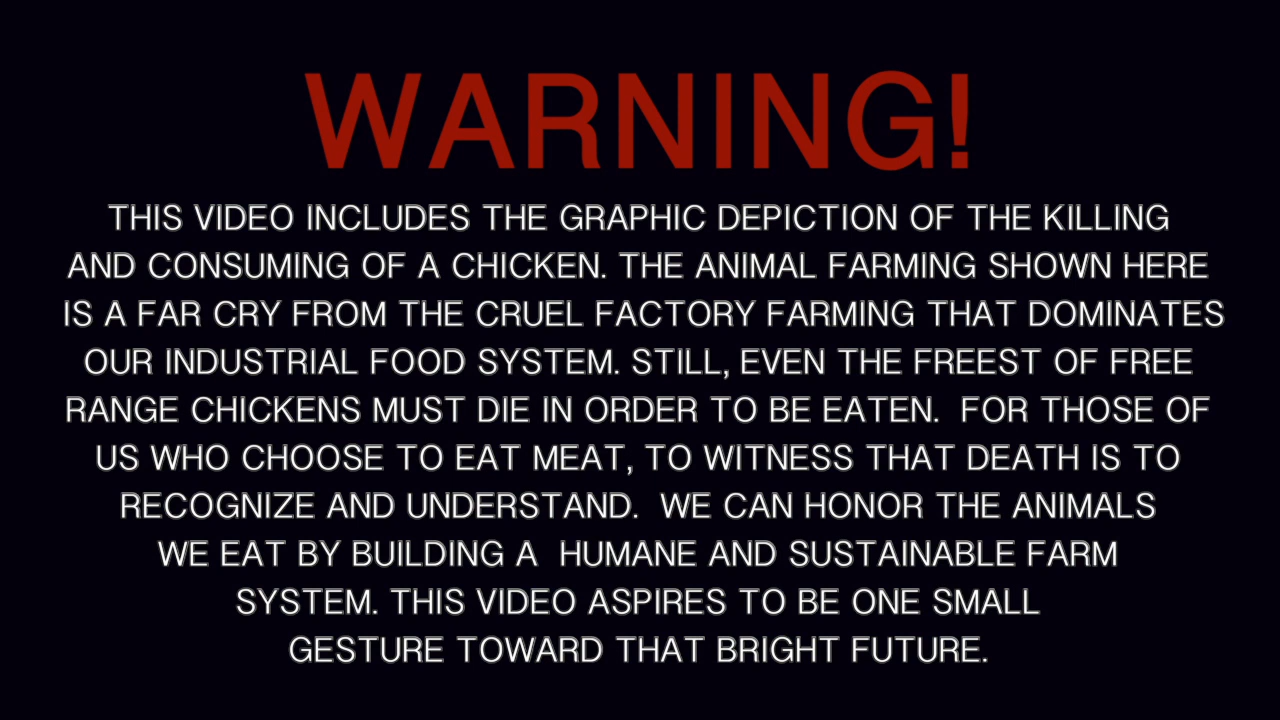 WARNING!
THIS VIDEO INCLUDES THE GRAPHIC DEPICTION OF THE KILLING
AND CONSUMING OF A CHICKEN. THE ANIMAL FARMING SHOWN HERE
IS A FAR CRY FROM THE CRUEL FACTORY FARMING THAT DOMINATES
OUR INDUSTRIAL FOOD SYSTEM. STILL, EVEN THE FREEST OF FREE
RANGE CHICKENS MUST DIE IN ORDER TO BE EATEN.  FOR THOSE OF
US WHO CHOOSE TO EAT MEAT, TO WITNESS THAT DEATH IS TO
RECOGNIZE AND UNDERSTAND.  WE CAN HONOR THE ANIMALS
WE EAT BY BUILDING A  HUMANE AND SUSTAINABLE FARM
SYSTEM. THIS VIDEO ASPIRES TO BE ONE SMALL
GESTURE TOWARD THAT BRIGHT FUTURE.